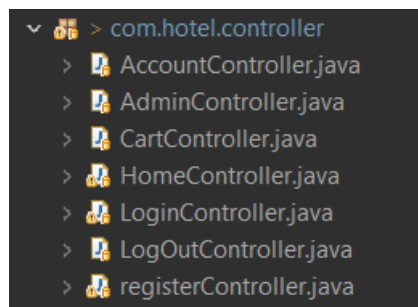 > com.hotel.controller
> AccountController.java
> AdminController.java
> CartController.java
> HomeController.java
> LoginController.java
> LogOutController.java
> registerController.java